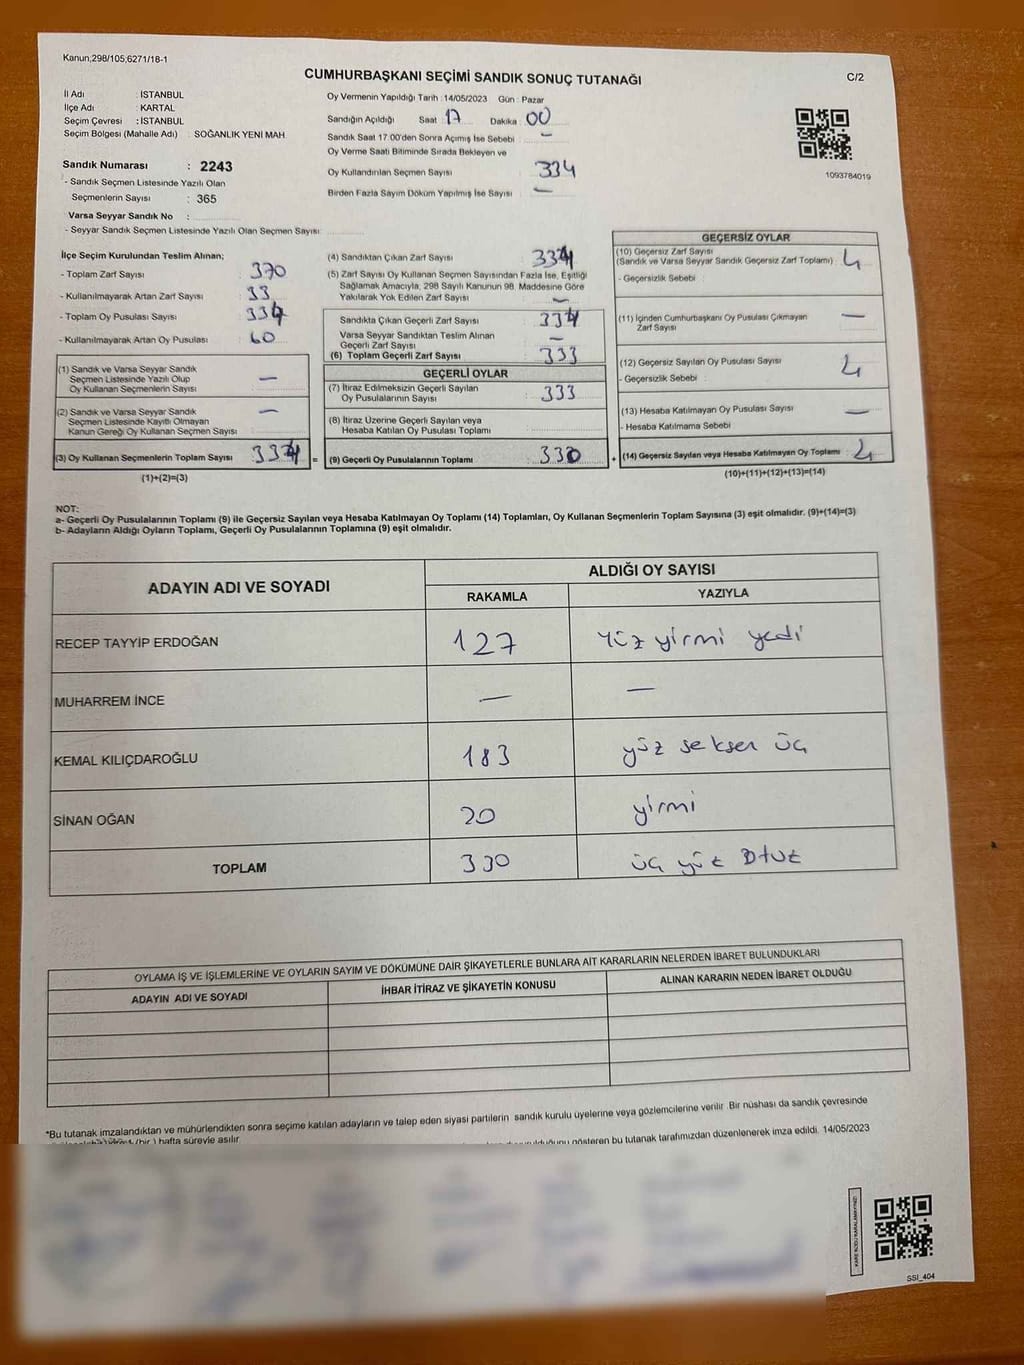 Kanun;298/105;6271/18-1
CUMHURBAŞKANI SEÇİMİ SANDIK SONUÇ TUTANAĞI
C/2
İl Adı : İSTANBUL
İlçe Adı : KARTAL
Seçim Çevresi : İSTANBUL
Seçim Bölgesi (Mahalle Adı) : SOĞANLIK YENİ MAH.
Sandık Numarası : 2243
- Sandık Seçmen Listesinde Yazılı Olan
Seçmenlerin Sayısı : 365
Varsa Seyyar Sandık No :
- Seyyar Sandık Seçmen Listesinde Yazılı Olan Seçmen Sayısı:
Oy Vermenin Yapıldığı Tarih : 14/05/2023 Gün : Pazar
Sandığın Açıldığı Saat 17 Dakika 00
Sandık Saat 17.00'den Sonra Açımış İse Sebebi : —
Oy Verme Saati Bitiminde Sırada Bekleyen ve
Oy Kullandırılan Seçmen Sayısı 334
Birden Fazla Sayım Döküm Yapılmış İse Sayısı : —
1093784019
İlçe Seçim Kurulundan Teslim Alınan;
- Toplam Zarf Sayısı : 370
- Kullanılmayarak Artan Zarf Sayısı : 33
- Toplam Oy Pusulası Sayısı :
- Kullanılmayarak Artan Oy Pusulası : 60
(1) Sandık ve Varsa Seyyar Sandık
Seçmen Listesinde Yazılı Olup
Oy Kullanan Seçmenlerin Sayısı : —
(2) Sandık ve Varsa Seyyar Sandık
Seçmen Listesinde Kayıtlı Olmayan
Kanun Gereği Oy Kullanan Seçmen Sayısı : —
(3) Oy Kullanan Seçmenlerin Toplam Sayısı : 334 =
(1)+(2)=(3)
(4) Sandıktan Çıkan Zarf Sayısı : 334
(5) Zarf Sayısı Oy Kullanan Seçmen Sayısından Fazla İse, Eşitliği
Sağlamak Amacıyla, 298 Sayılı Kanunun 98. Maddesine Göre
Yakılarak Yok Edilen Zarf Sayısı : —
Sandıkta Çıkan Geçerli Zarf Sayısı : 334
Varsa Seyyar Sandıktan Teslim Alınan
Geçerli Zarf Sayısı : —
(6) Toplam Geçerli Zarf Sayısı : 333
GEÇERLİ OYLAR
(7) İtiraz Edilmeksizin Geçerli Sayılan
Oy Pusulalarının Sayısı : 333
(8) İtiraz Üzerine Geçerli Sayılan veya
Hesaba Katılan Oy Pusulası Toplamı :
(9) Geçerli Oy Pusulalarının Toplamı : 330 +
GEÇERSİZ OYLAR
(10) Geçersiz Zarf Sayısı
(Sandık ve Varsa Seyyar Sandık Geçersiz Zarf Toplamı) : 4
- Geçersizlik Sebebi :
(11) İçinden Cumhurbaşkanı Oy Pusulası Çıkmayan
Zarf Sayısı : —
(12) Geçersiz Sayılan Oy Pusulası Sayısı : 4
- Geçersizlik Sebebi :
(13) Hesaba Katılmayan Oy Pusulası Sayısı : —
- Hesaba Katılmama Sebebi :
(14) Geçersiz Sayılan veya Hesaba Katılmayan Oy Toplamı : 4
(10)+(11)+(12)+(13)=(14)
NOT:
a- Geçerli Oy Pusulalarının Toplamı (9) ile Geçersiz Sayılan veya Hesaba Katılmayan Oy Toplamı (14) Toplamları, Oy Kullanan Seçmenlerin Toplam Sayısına (3) eşit olmalıdır. (9)+(14)=(3)
b- Adayların Aldığı Oyların Toplamı, Geçerli Oy Pusulalarının Toplamına (9) eşit olmalıdır.
ADAYIN ADI VE SOYADI ALDIĞI OY SAYISI
RAKAMLA YAZIYLA
RECEP TAYYİP ERDOĞAN 127 Yüz yirmi yedi
MUHARREM İNCE — —
KEMAL KILIÇDAROĞLU 183 yüz seksen üç
SİNAN OĞAN 20 yirmi
TOPLAM 330 üç yüz otuz
OYLAMA İŞ VE İŞLEMLERİNE VE OYLARIN SAYIM VE DÖKÜMÜNE DAİR ŞİKAYETLERLE BUNLARA AİT KARARLARIN NELERDEN İBARET BULUNDUKLARI
ADAYIN ADI VE SOYADI İHBAR İTİRAZ VE ŞİKAYETİN KONUSU ALINAN KARARIN NEDEN İBARET OLDUĞU
*Bu tutanak imzalandıktan ve mühürlendikten sonra seçime katılan adayların ve talep eden siyasi partilerin sandık kurulu üyelerine veya gözlemcilerine verilir. Bir nüshası da sandık çevresinde
(bir) hafta süreyle asılır. gösteren bu tutanak tarafımızdan düzenlenerek imza edildi. 14/05/2023
SSI_404